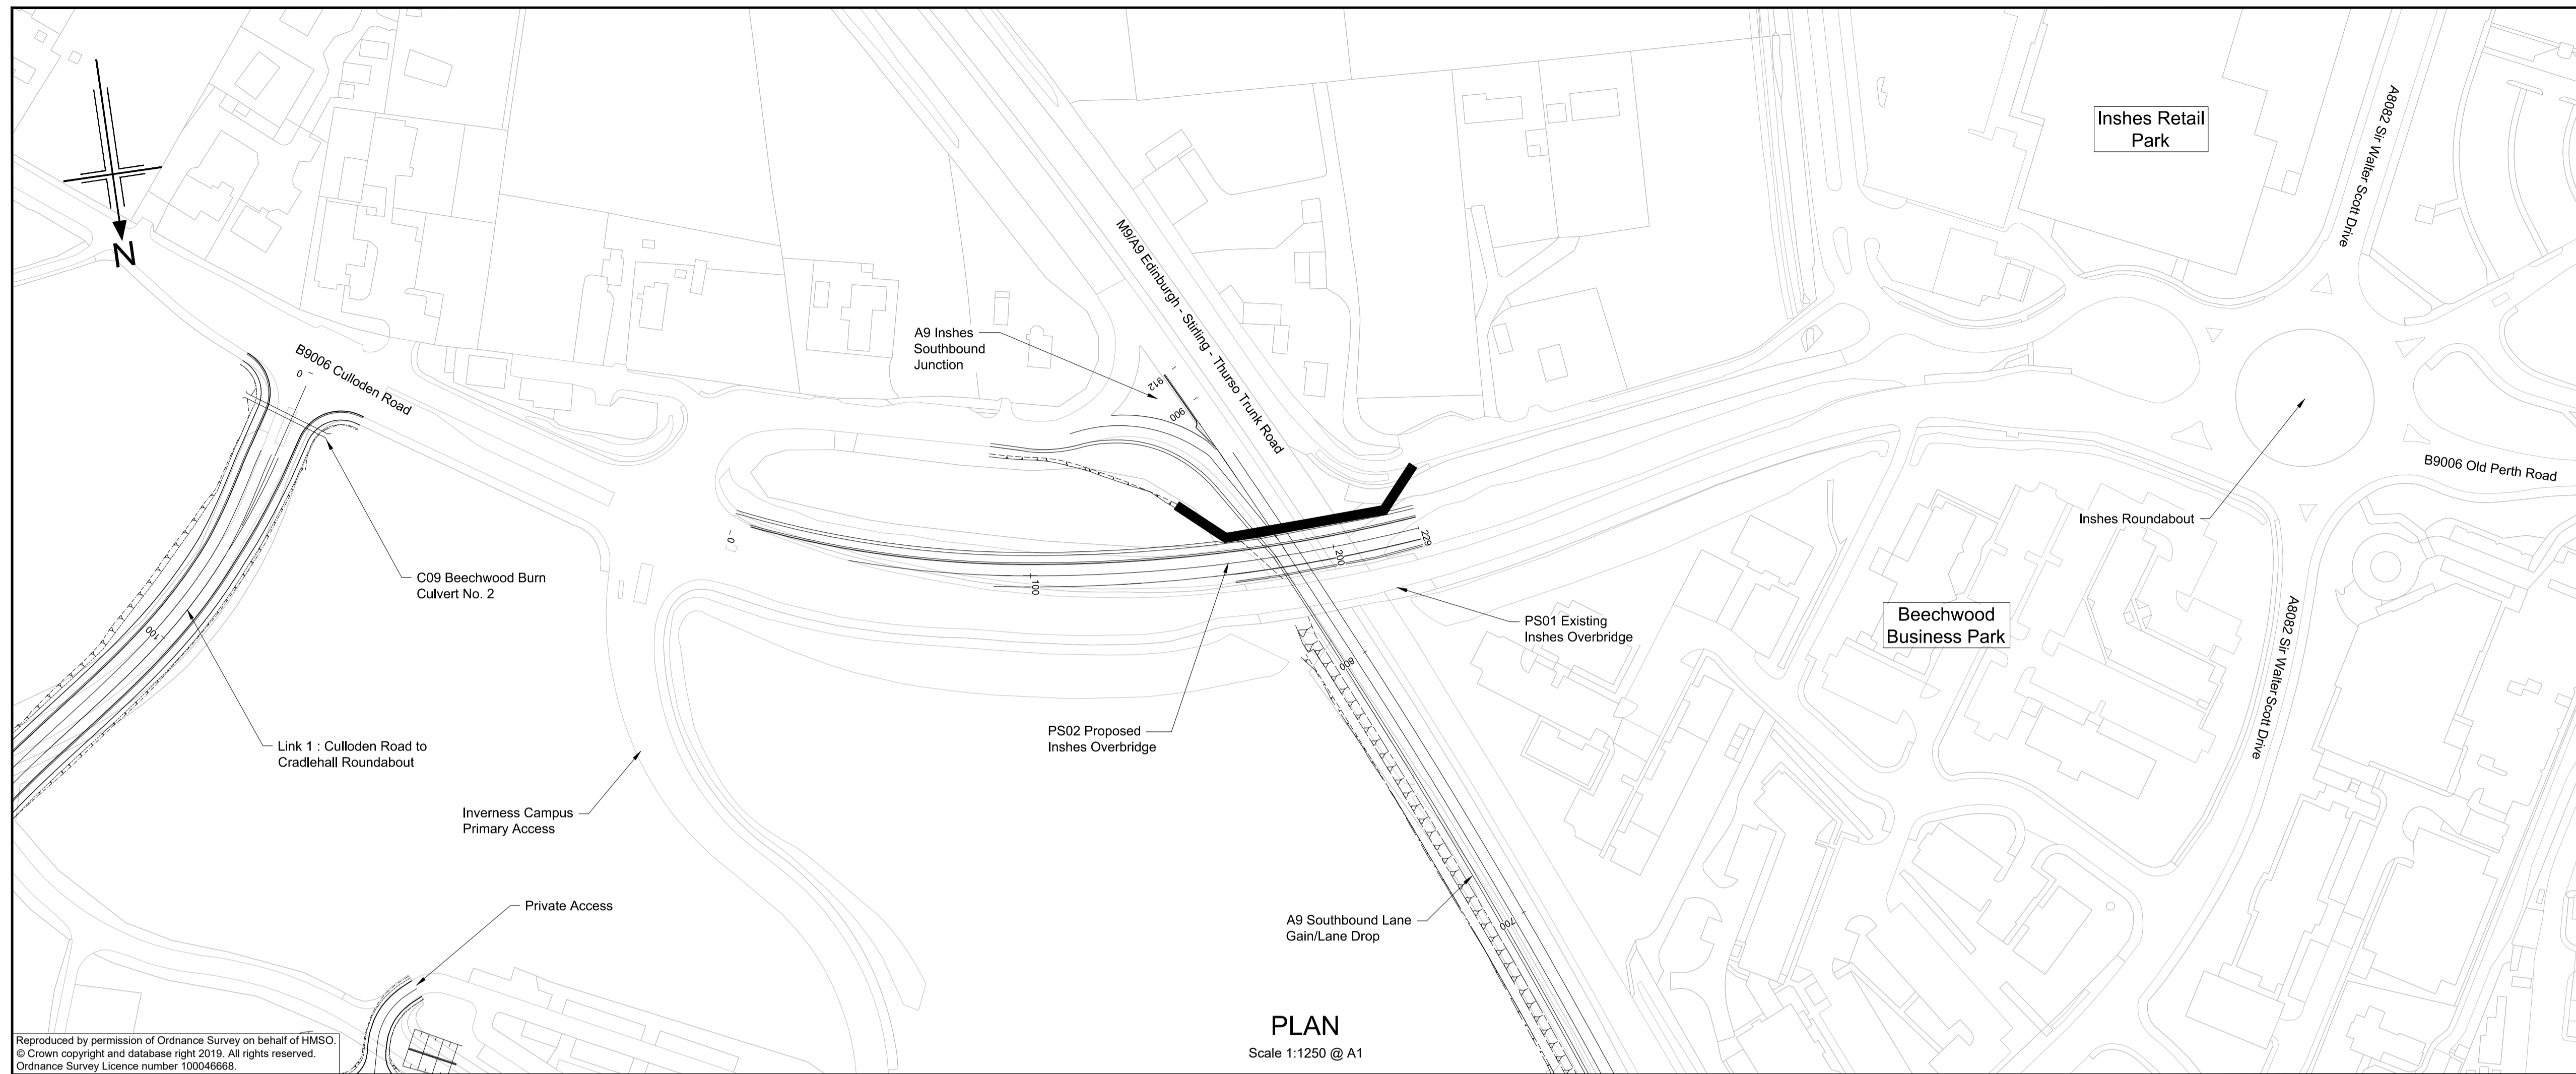 Inshes Retail
Park
A8082 Sir Walter Scott Drive
N
M9/A9 Edinburgh - Stirling - Thurso Trunk Road
A9 Inshes
Southbound
Junction
B9006 Culloden Road
0
912
900
B9006 Old Perth Road
Inshes Roundabout
0
100
200
229
C09 Beechwood Burn
Culvert No. 2
PS01 Existing
Inshes Overbridge
Beechwood
Business Park
A8082 Sir Walter Scott Drive
100
800
PS02 Proposed
Inshes Overbridge
Link 1 : Culloden Road to
Cradlehall Roundabout
Inverness Campus
Primary Access
Private Access
A9 Southbound Lane
Gain/Lane Drop
700
PLAN
Scale 1:1250 @ A1
Reproduced by permission of Ordnance Survey on behalf of HMSO.
© Crown copyright and database right 2019. All rights reserved.
Ordnance Survey Licence number 100046668.